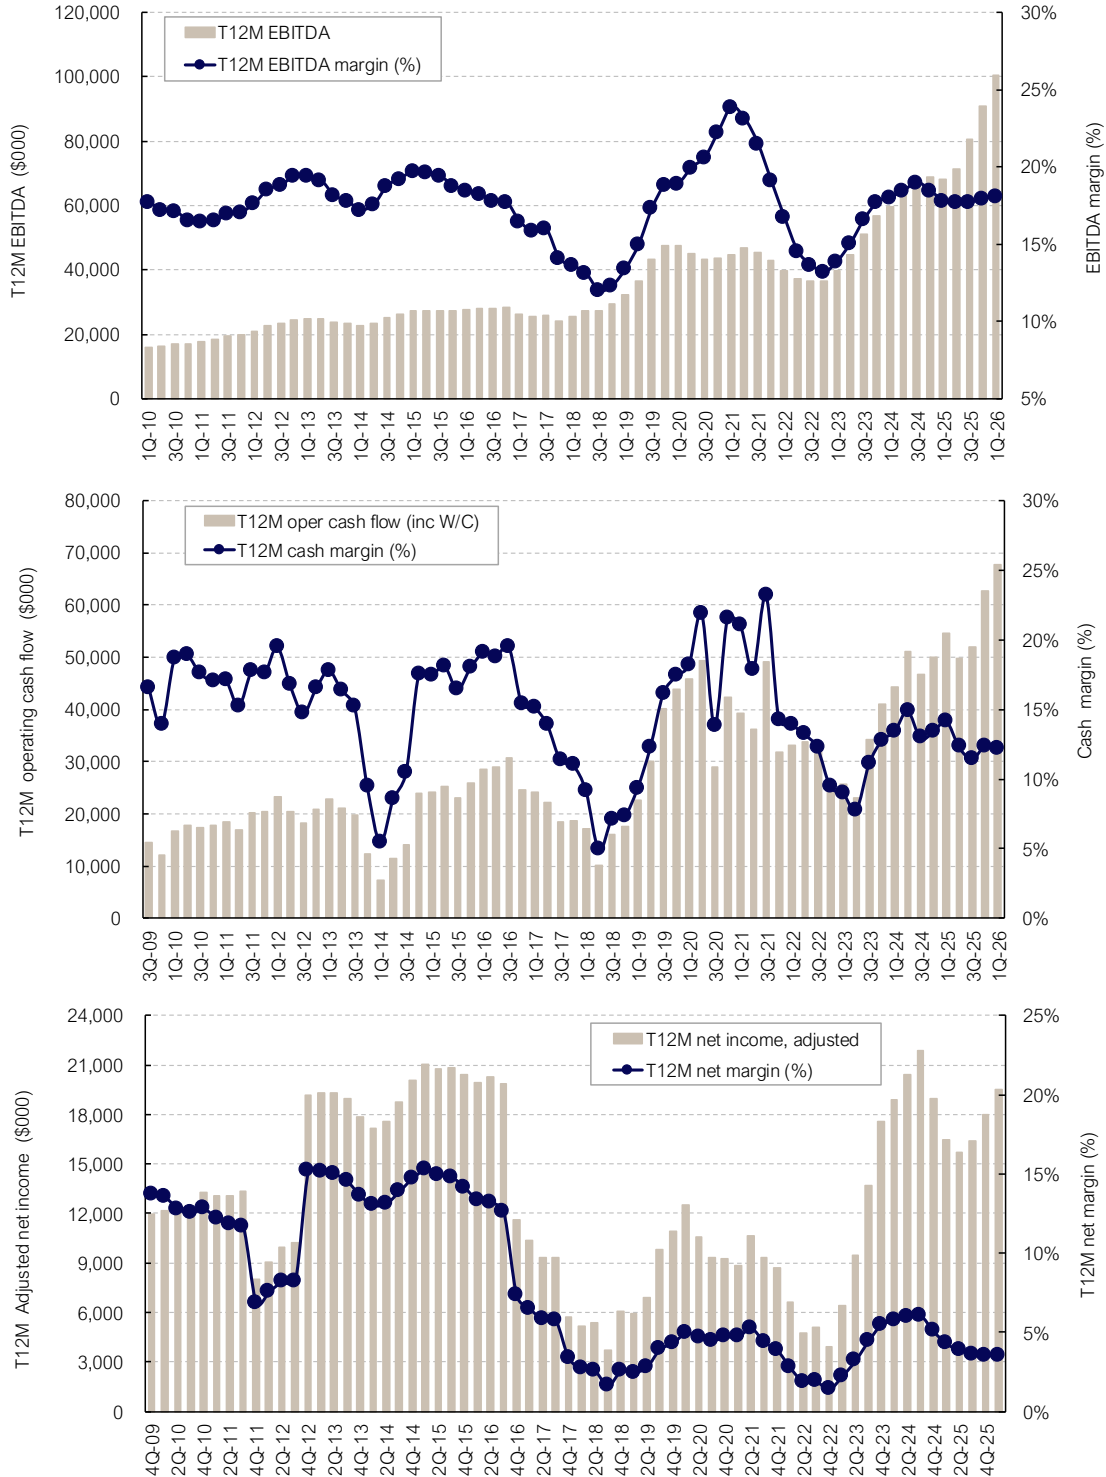 120,000
100,000
80,000
60,000
40,000
20,000
0
T12M EBITDA ($000)
T12M EBITDA
T12M EBITDA margin (%)
30%
25%
20%
15%
10%
5%
EBITDA margin (%)
1Q-10
3Q-10
1Q-11
3Q-11
1Q-12
3Q-12
1Q-13
3Q-13
1Q-14
3Q-14
1Q-15
3Q-15
1Q-16
3Q-16
1Q-17
3Q-17
1Q-18
3Q-18
1Q-19
3Q-19
1Q-20
3Q-20
1Q-21
3Q-21
1Q-22
3Q-22
1Q-23
3Q-23
1Q-24
3Q-24
1Q-25
3Q-25
1Q-26
80,000
70,000
60,000
50,000
40,000
30,000
20,000
10,000
0
T12M operating cash flow ($000)
T12M oper cash flow (inc W/C)
T12M cash margin (%)
30%
25%
20%
15%
10%
5%
0%
Cash margin (%)
3Q-09
1Q-10
3Q-10
1Q-11
3Q-11
1Q-12
3Q-12
1Q-13
3Q-13
1Q-14
3Q-14
1Q-15
3Q-15
1Q-16
3Q-16
1Q-17
3Q-17
1Q-18
3Q-18
1Q-19
3Q-19
1Q-20
3Q-20
1Q-21
3Q-21
1Q-22
3Q-22
1Q-23
3Q-23
1Q-24
3Q-24
1Q-25
3Q-25
1Q-26
24,000
21,000
18,000
15,000
12,000
9,000
6,000
3,000
0
T12M Adjusted net income ($000)
T12M net income, adjusted
T12M net margin (%)
25%
20%
15%
10%
5%
0%
T12M net margin (%)
4Q-09
2Q-10
4Q-10
2Q-11
4Q-11
2Q-12
4Q-12
2Q-13
4Q-13
2Q-14
4Q-14
2Q-15
4Q-15
2Q-16
4Q-16
2Q-17
4Q-17
2Q-18
4Q-18
2Q-19
4Q-19
2Q-20
4Q-20
2Q-21
4Q-21
2Q-22
4Q-22
2Q-23
4Q-23
2Q-24
4Q-24
2Q-25
4Q-25